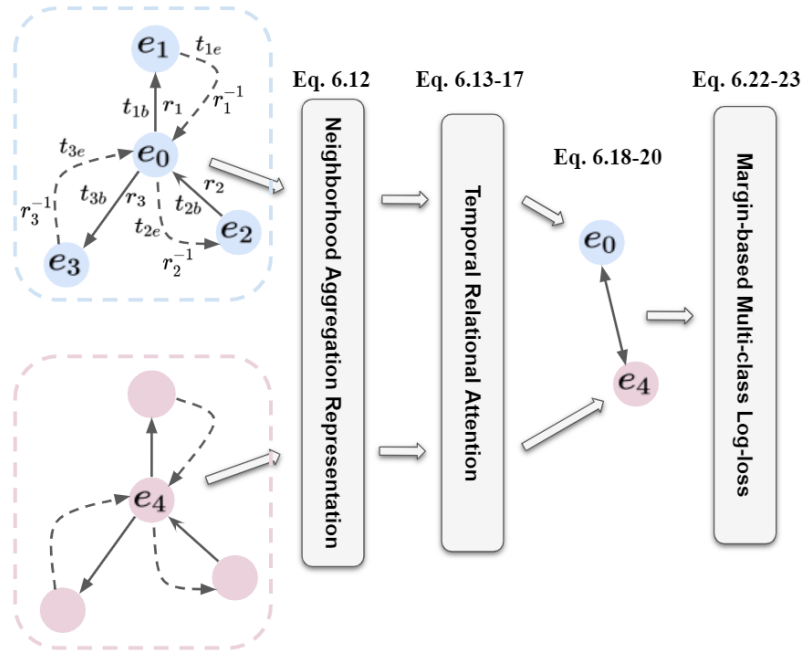 e₁
t₁ₑ
r₁⁻¹
t₁b
r₁
e₀
t₃ₑ
t₃b
r₃
r₂
t₂b
t₂ₑ
e₂
r₃⁻¹
r₂⁻¹
e₃
e₄
Eq. 6.12
Neighborhood Aggregation Representation
Eq. 6.13-17
Temporal Relational Attention
Eq. 6.18-20
e₀
e₄
Eq. 6.22-23
Margin-based Multi-class Log-loss